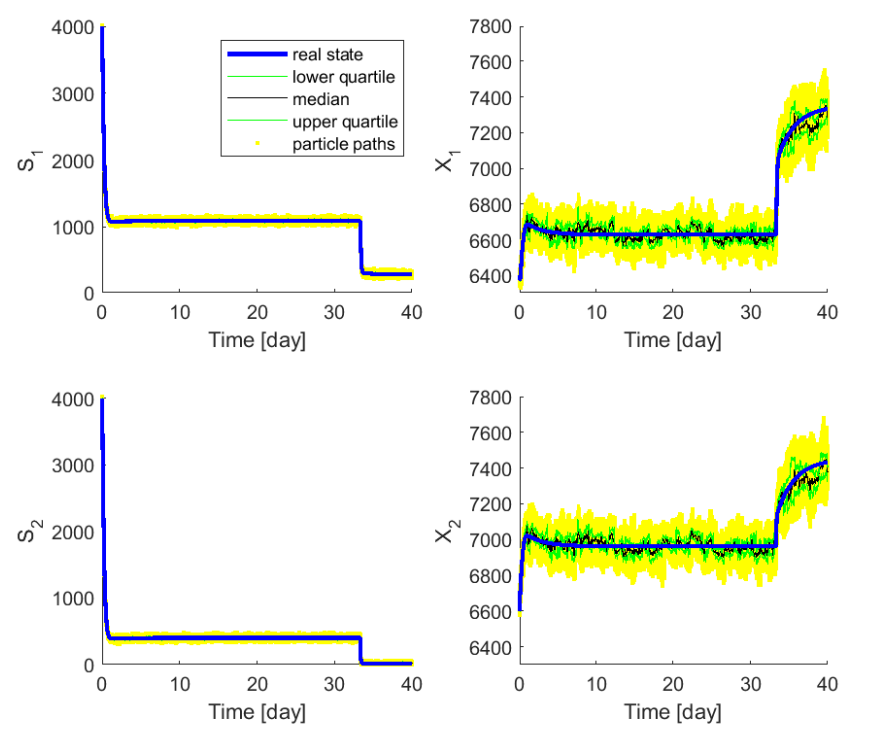 4000
3000
2000
1000
0
S1
0 10 20 30 40
Time [day]
real state
lower quartile
median
upper quartile
particle paths
7800
7600
7400
7200
7000
6800
6600
6400
X1
0 10 20 30 40
Time [day]
4000
3000
2000
1000
0
S2
0 10 20 30 40
Time [day]
7800
7600
7400
7200
7000
6800
6600
6400
X2
0 10 20 30 40
Time [day]